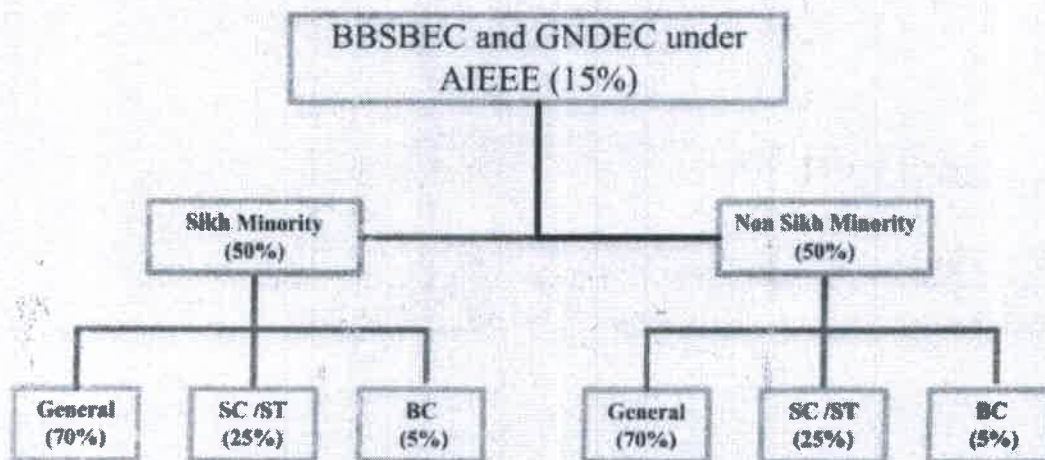 BBSBEC and GNDEC under
AIEEE (15%)
Sikh Minority
(50%)
Non Sikh Minority
(50%)
General
(70%)
SC /ST
(25%)
BC
(5%)
General
(70%)
SC /ST
(25%)
BC
(5%)